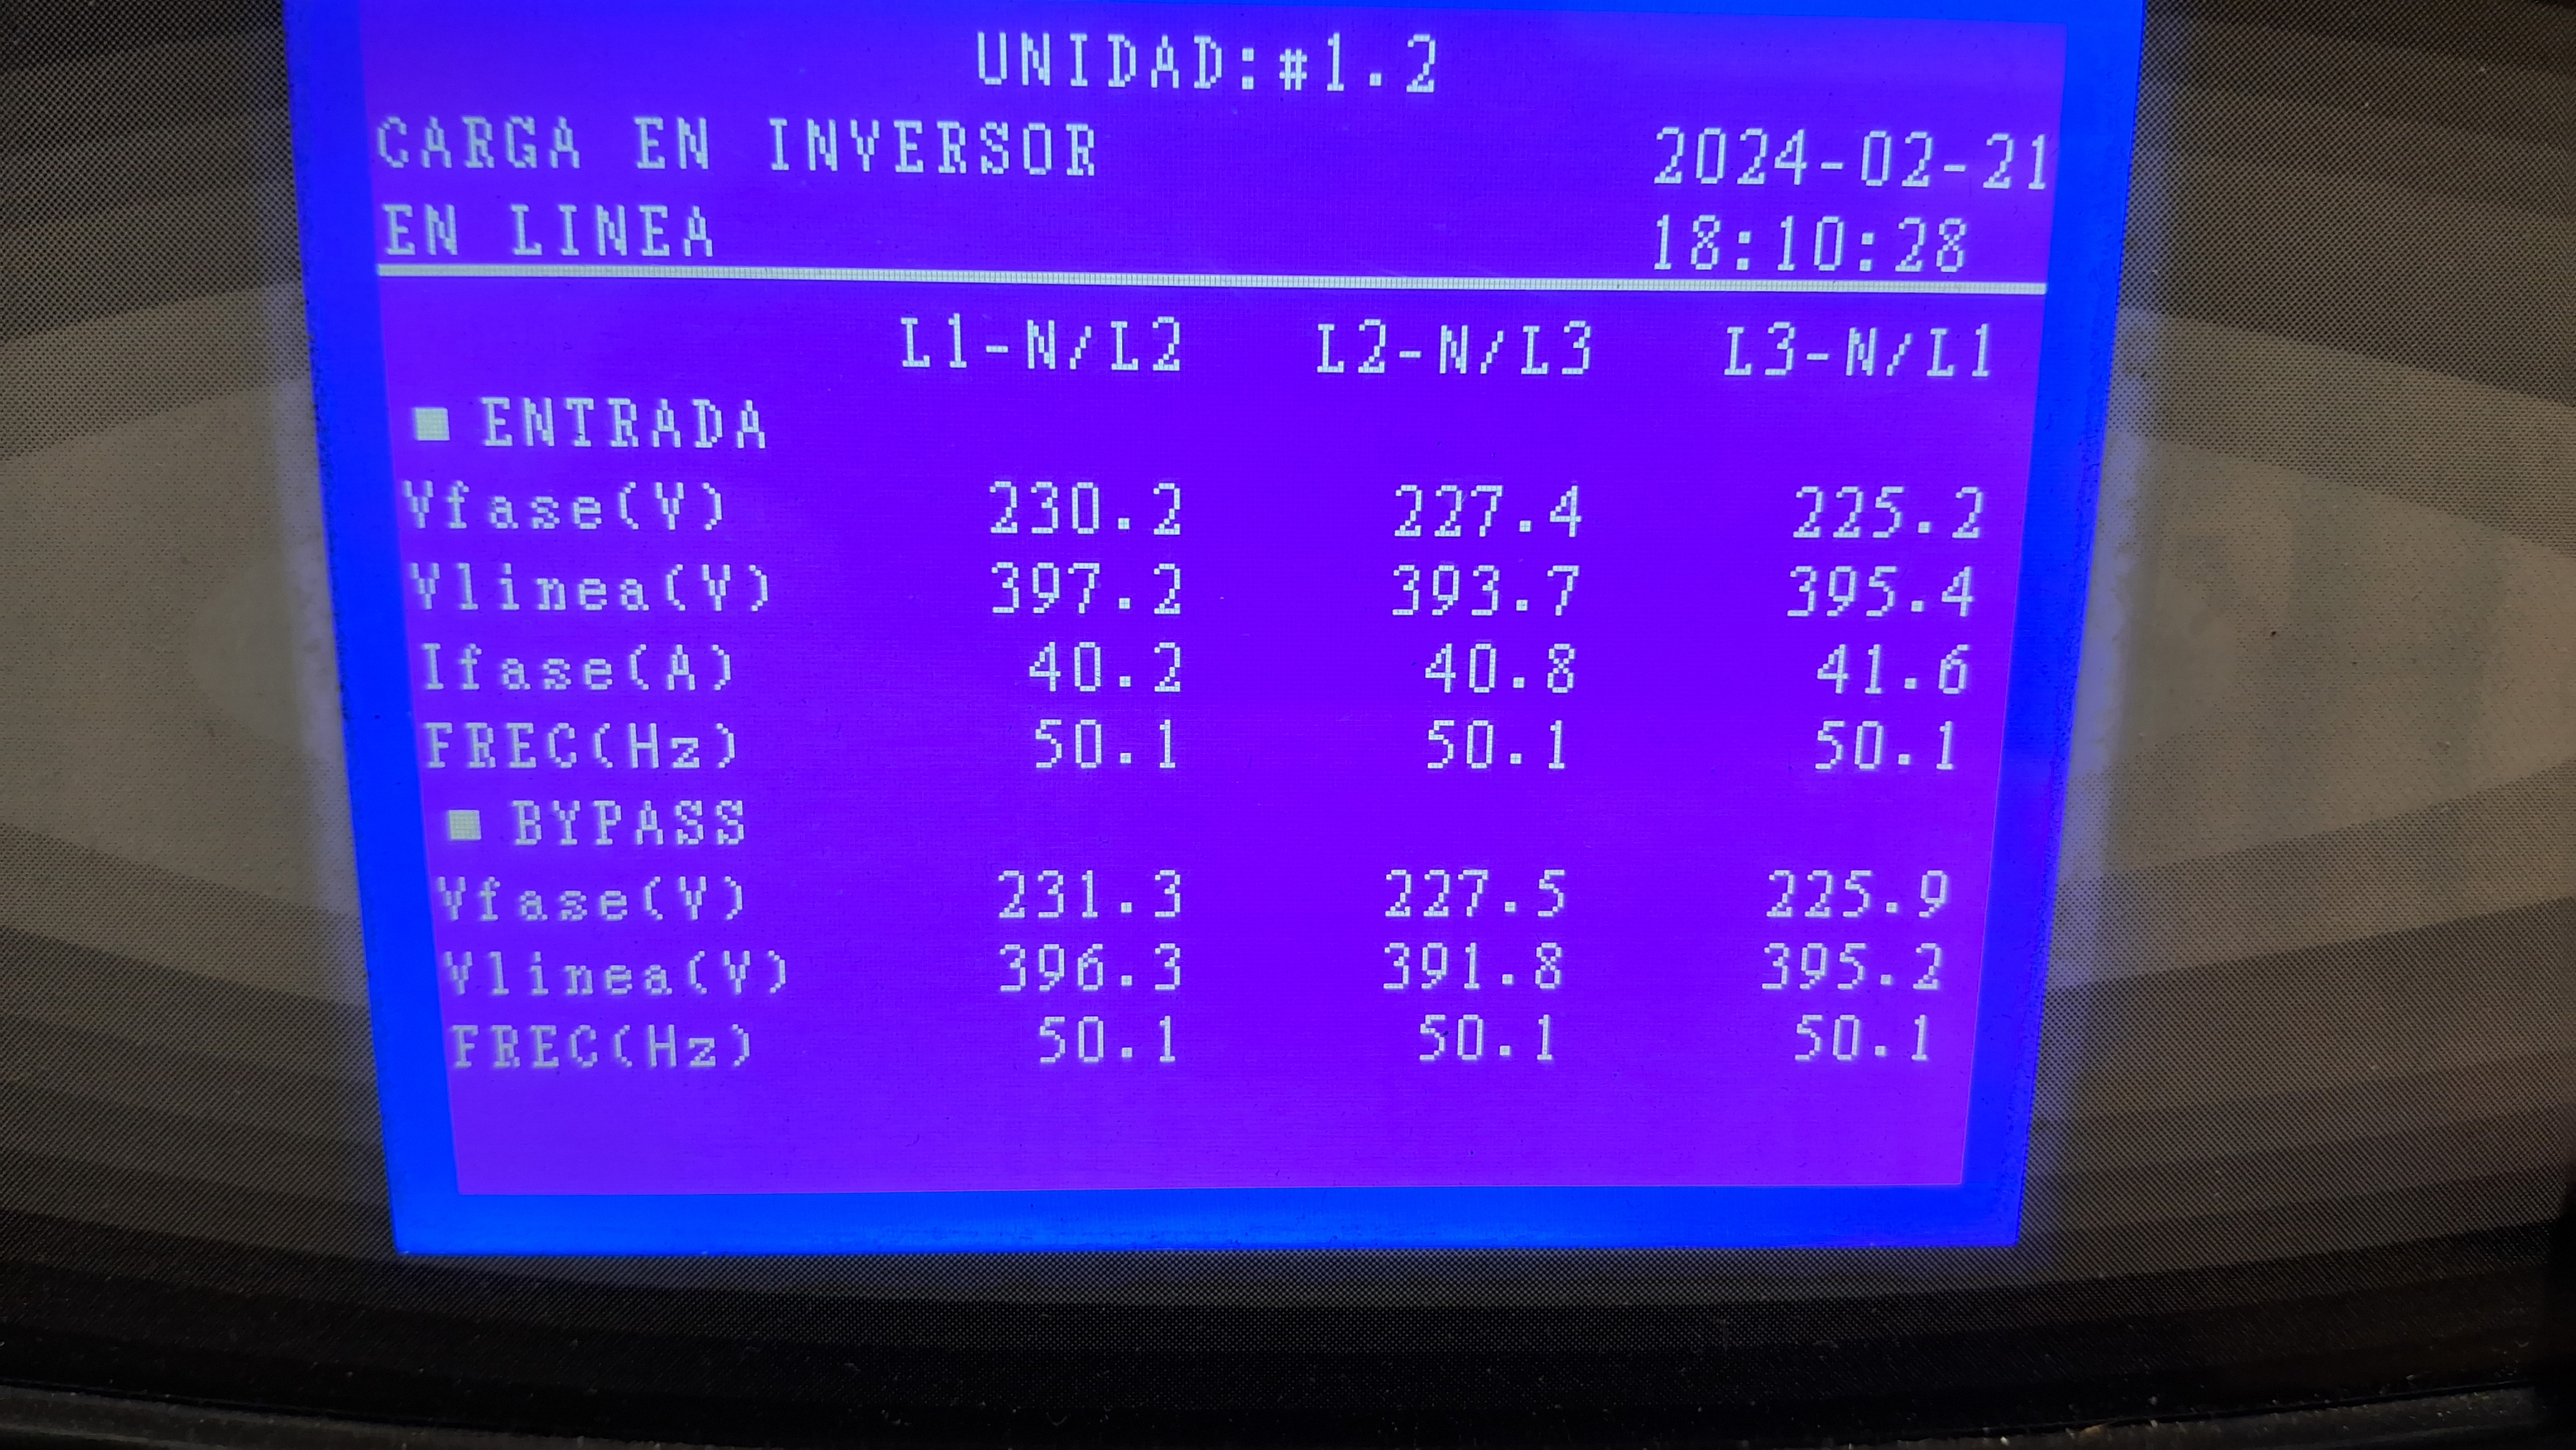 UNIDAD:#1.2
CARGA EN INVERSOR 2024-02-21
EN LINEA 18:10:28
L1-N/L2 L2-N/L3 L3-N/L1
■ ENTRADA
Vfase(V) 230.2 227.4 225.2
Vlinea(V) 397.2 393.7 395.4
Ifase(A) 40.2 40.8 41.6
FREC(Hz) 50.1 50.1 50.1
■ BYPASS
Vfase(V) 231.3 227.5 225.9
Vlinea(V) 396.3 391.8 395.2
FREC(Hz) 50.1 50.1 50.1